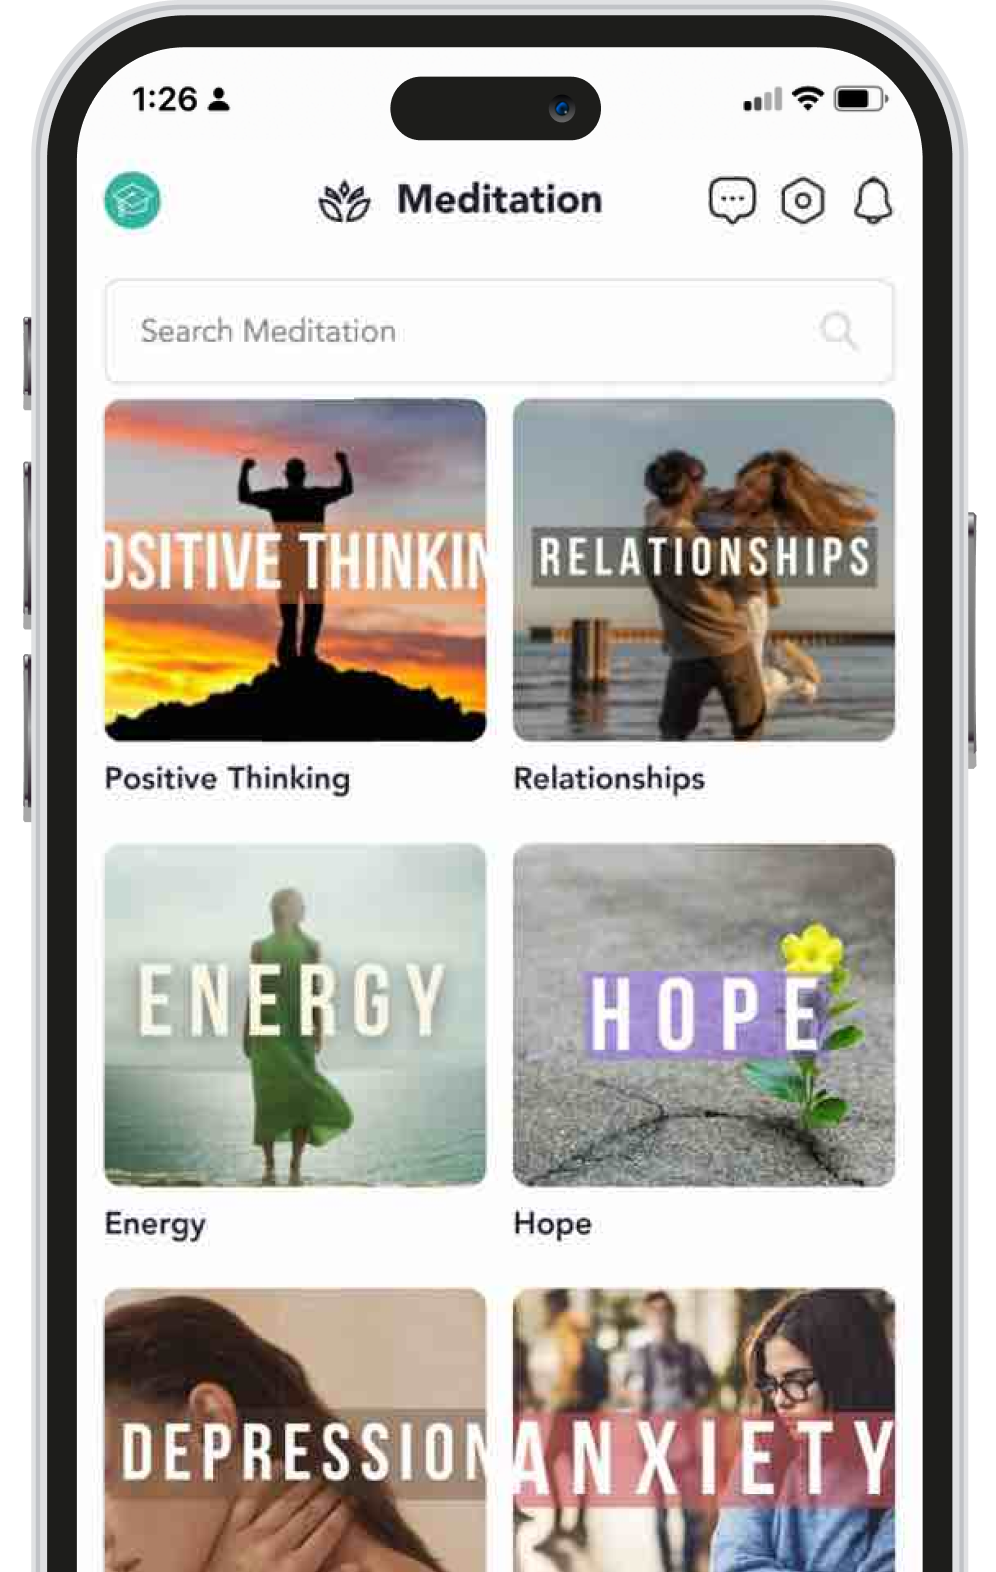 1:26
Meditation
Search Meditation
OSITIVE THINKIN
RELATIONSHIPS
Positive Thinking
Relationships
ENERGY
HOPE
Energy
Hope
DEPRESSION
ANXIETY